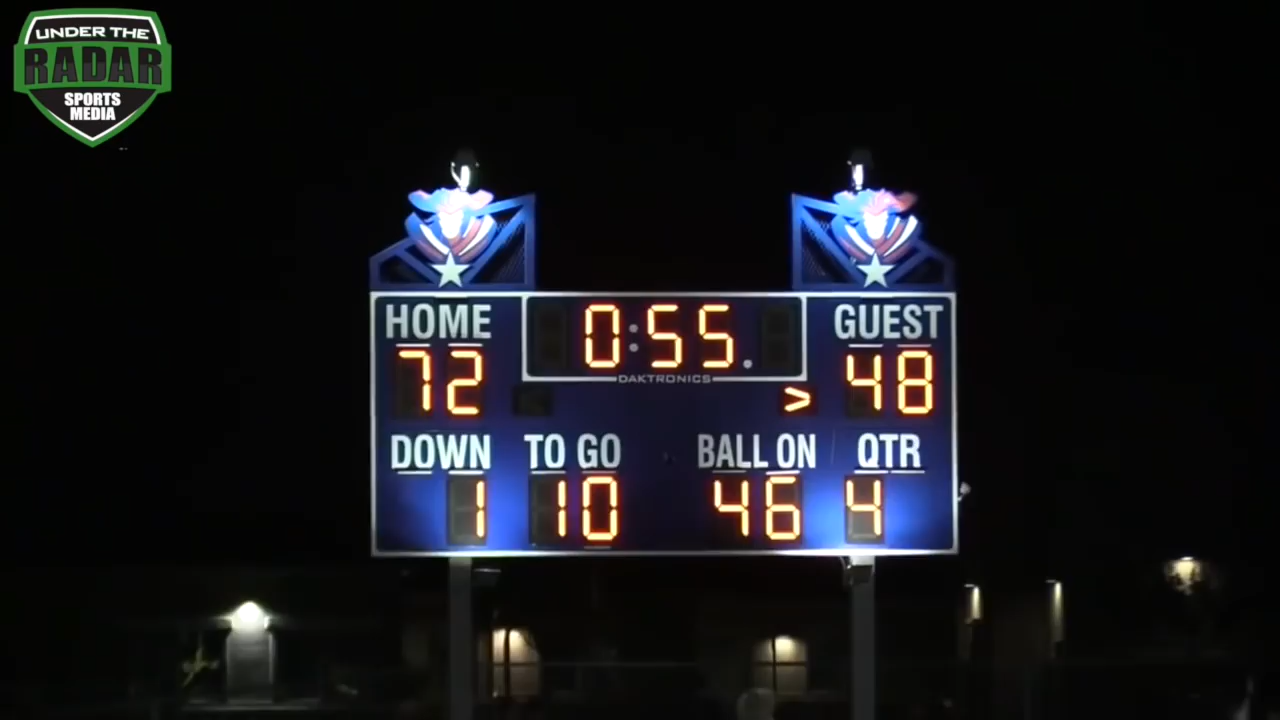 UNDER THE
RADAR
SPORTS
MEDIA
HOME 0:55. GUEST
DAKTRONICS
72 > 48
DOWN TO GO BALL ON QTR
1 10 46 4